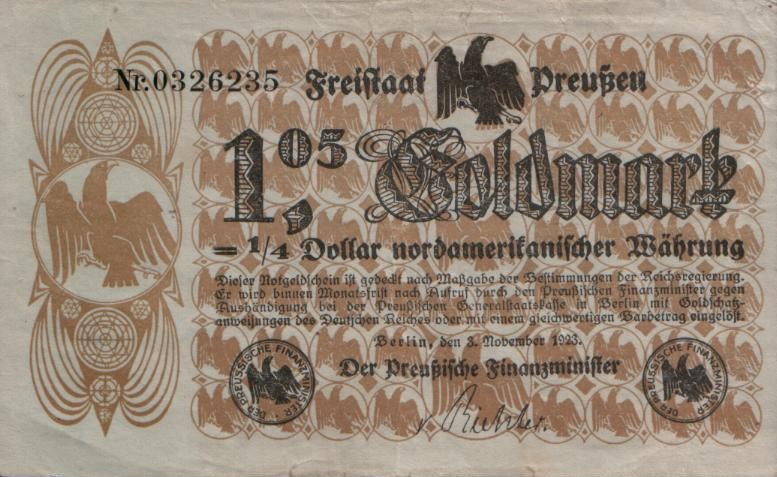 Nr. 0326235 Freistaat Preußen
1,05 Goldmark
= 1/4 Dollar nordamerikanischer Währung
Dieser Notgeldschein ist gedeckt nach Maßgabe der Bestimmungen der Reichsregierung.
Er wird binnen Monatsfrist nach Aufruf durch den Preußischen Finanzminister gegen
Aushändigung bei der Preußischen Generalstaatskasse in Berlin mit Goldschatz-
anweisungen des Deutschen Reiches oder mit einem gleichwertigen Barbetrag eingelöst.
Berlin, den 3. November 1923.
Der Preußische Finanzminister
v. Richter.
DER PREUSSISCHE FINANZMINISTER
DER PREUSSISCHE FINANZMINISTER